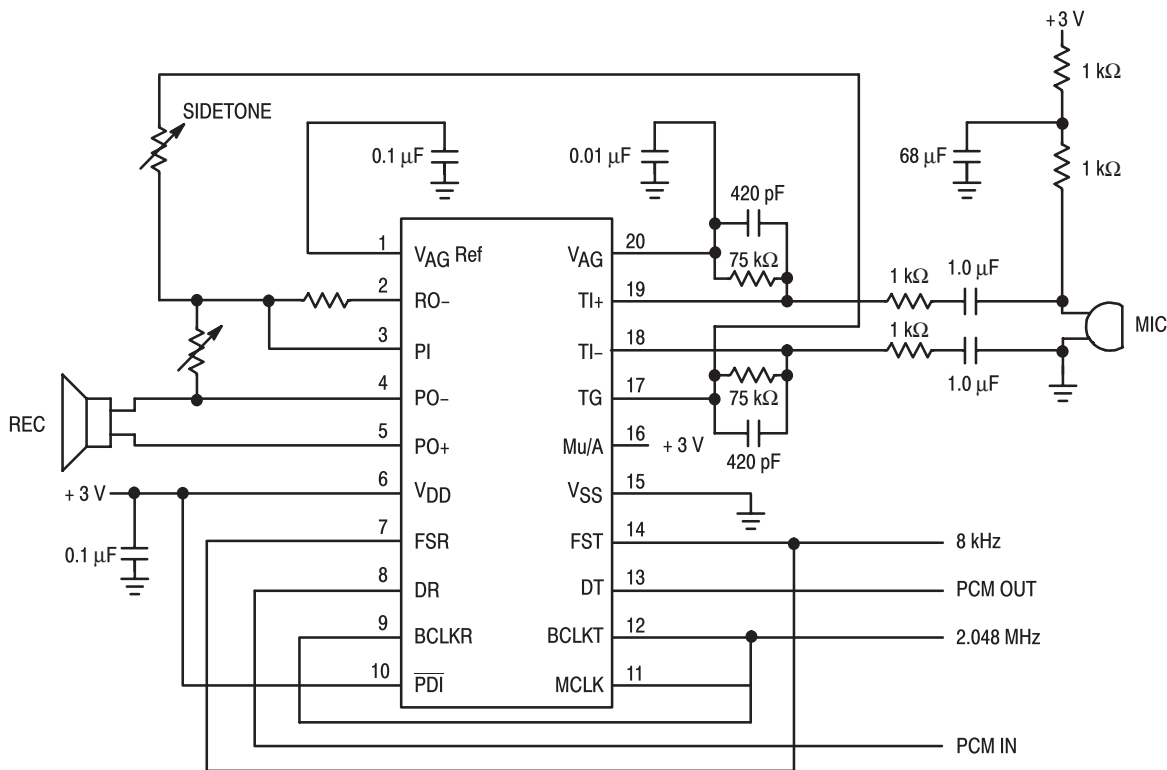 + 3 V
1 kΩ
SIDETONE
0.1 μF
0.01 μF
68 μF
1 kΩ
420 pF
1 V_AG Ref
V_AG 20
75 kΩ
2 RO–
TI+ 19
1 kΩ
1.0 μF
3 PI
TI– 18
1 kΩ
1.0 μF
MIC
4 PO–
TG 17
75 kΩ
REC
5 PO+
Mu/A 16
+ 3 V
420 pF
+ 3 V
6 V_DD
V_SS 15
0.1 μF
7 FSR
FST 14
8 kHz
8 DR
DT 13
PCM OUT
9 BCLKR
BCLKT 12
2.048 MHz
10 PDI
MCLK 11
PCM IN